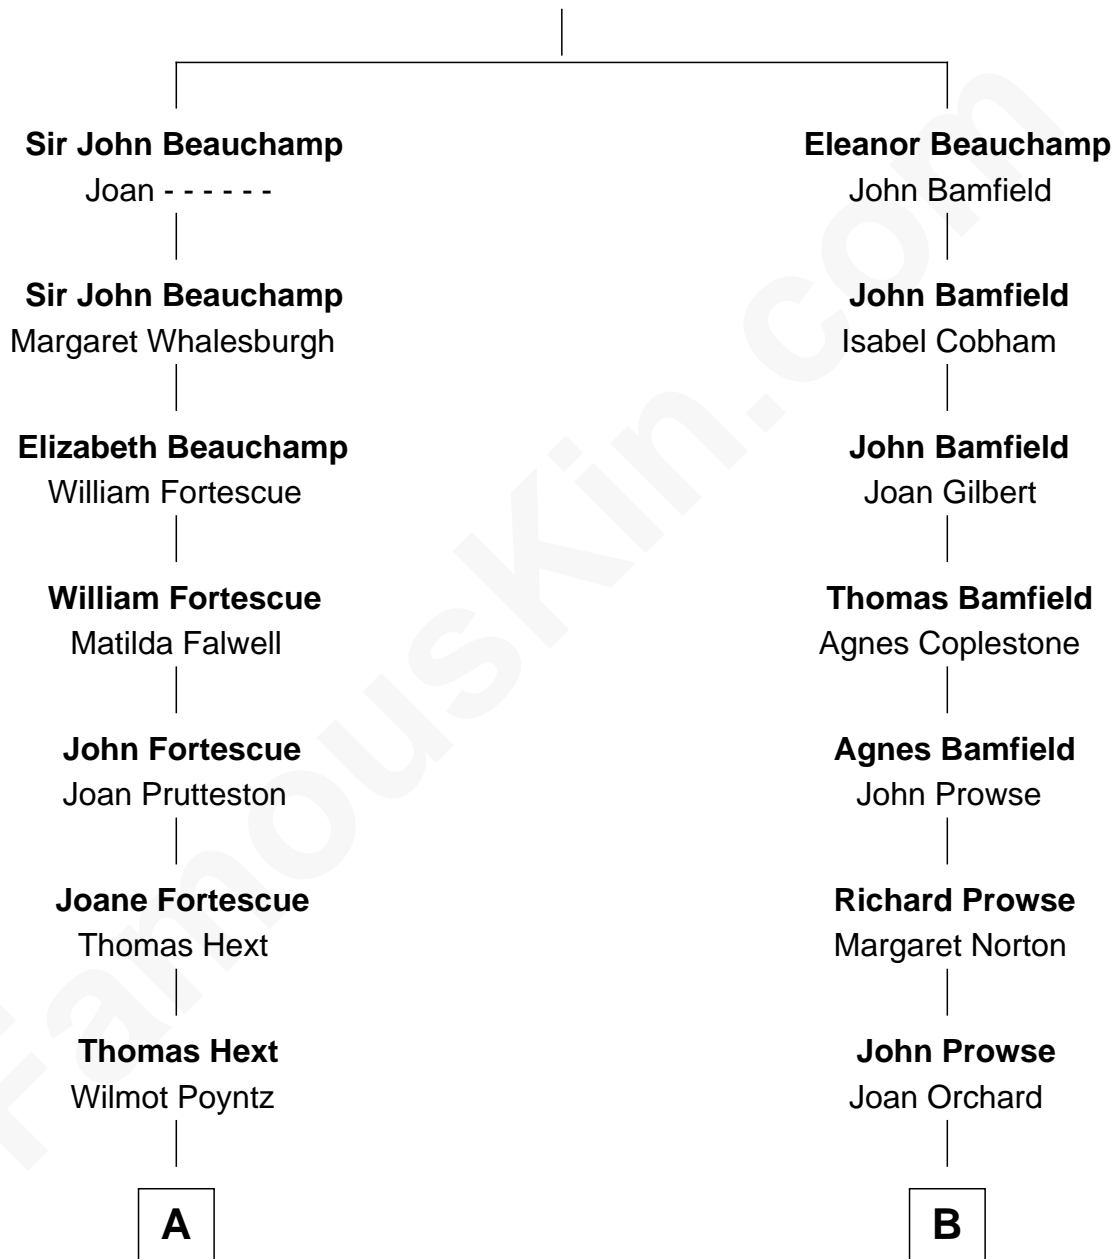 Sir John Beauchamp
Joan - - - - - -
Sir John Beauchamp
Margaret Whalesburgh
Elizabeth Beauchamp
William Fortescue
William Fortescue
Matilda Falwell
John Fortescue
Joan Prutteston
Joane Fortescue
Thomas Hext
Thomas Hext
Wilmot Poyntz
A
Eleanor Beauchamp
John Bamfield
John Bamfield
Isabel Cobham
John Bamfield
Joan Gilbert
Thomas Bamfield
Agnes Coplestone
Agnes Bamfield
John Prowse
Richard Prowse
Margaret Norton
John Prowse
Joan Orchard
B
FamousKin.com